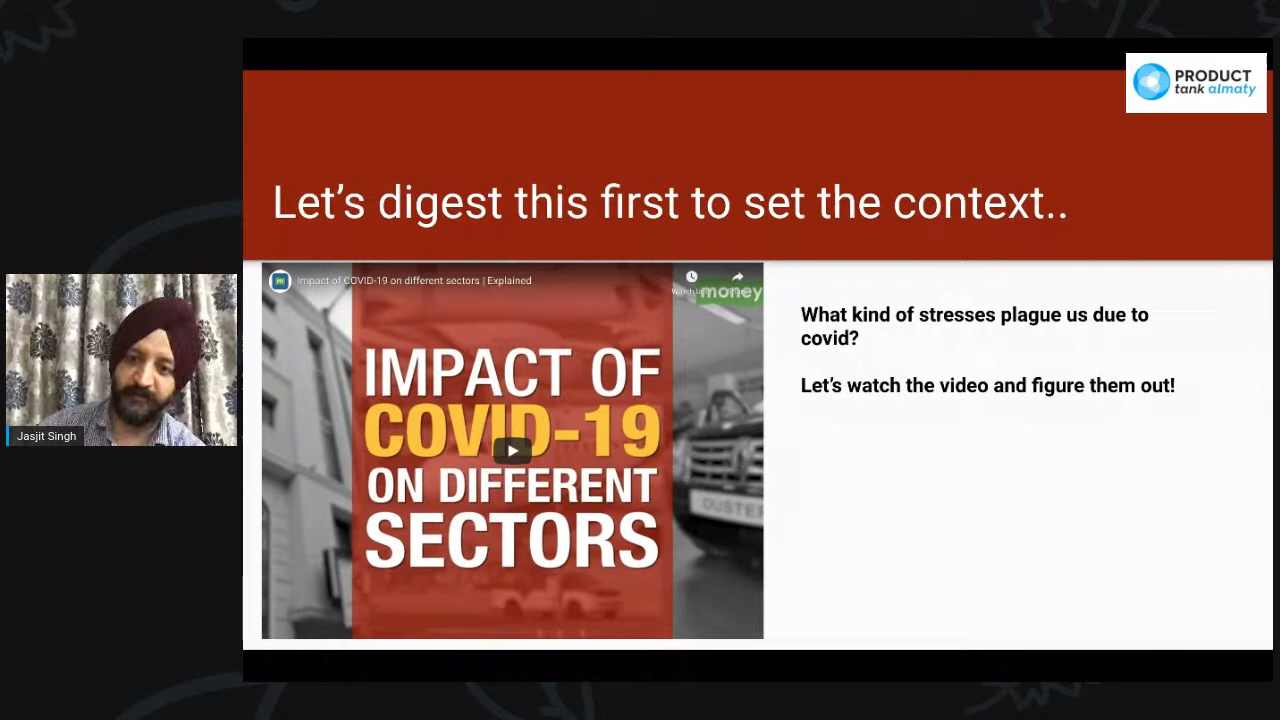 PRODUCT
tank almaty
Let’s digest this first to set the context..
Impact of COVID-19 on different sectors | Explained
money
IMPACT OF
COVID-19
ON DIFFERENT
SECTORS
What kind of stresses plague us due to
covid?
Let’s watch the video and figure them out!
Jasjit Singh